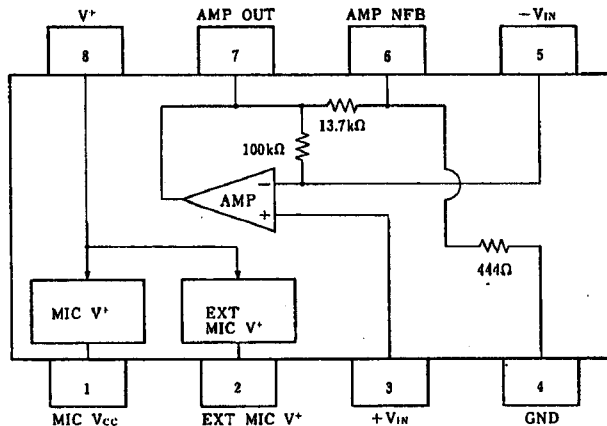 V+ AMP OUT AMP NFB −VIN
8 7 6 5
13.7kΩ
100kΩ
−
AMP
+
444Ω
MIC V+
EXT
MIC V+
1 2 3 4
MIC Vcc EXT MIC V+ +VIN GND